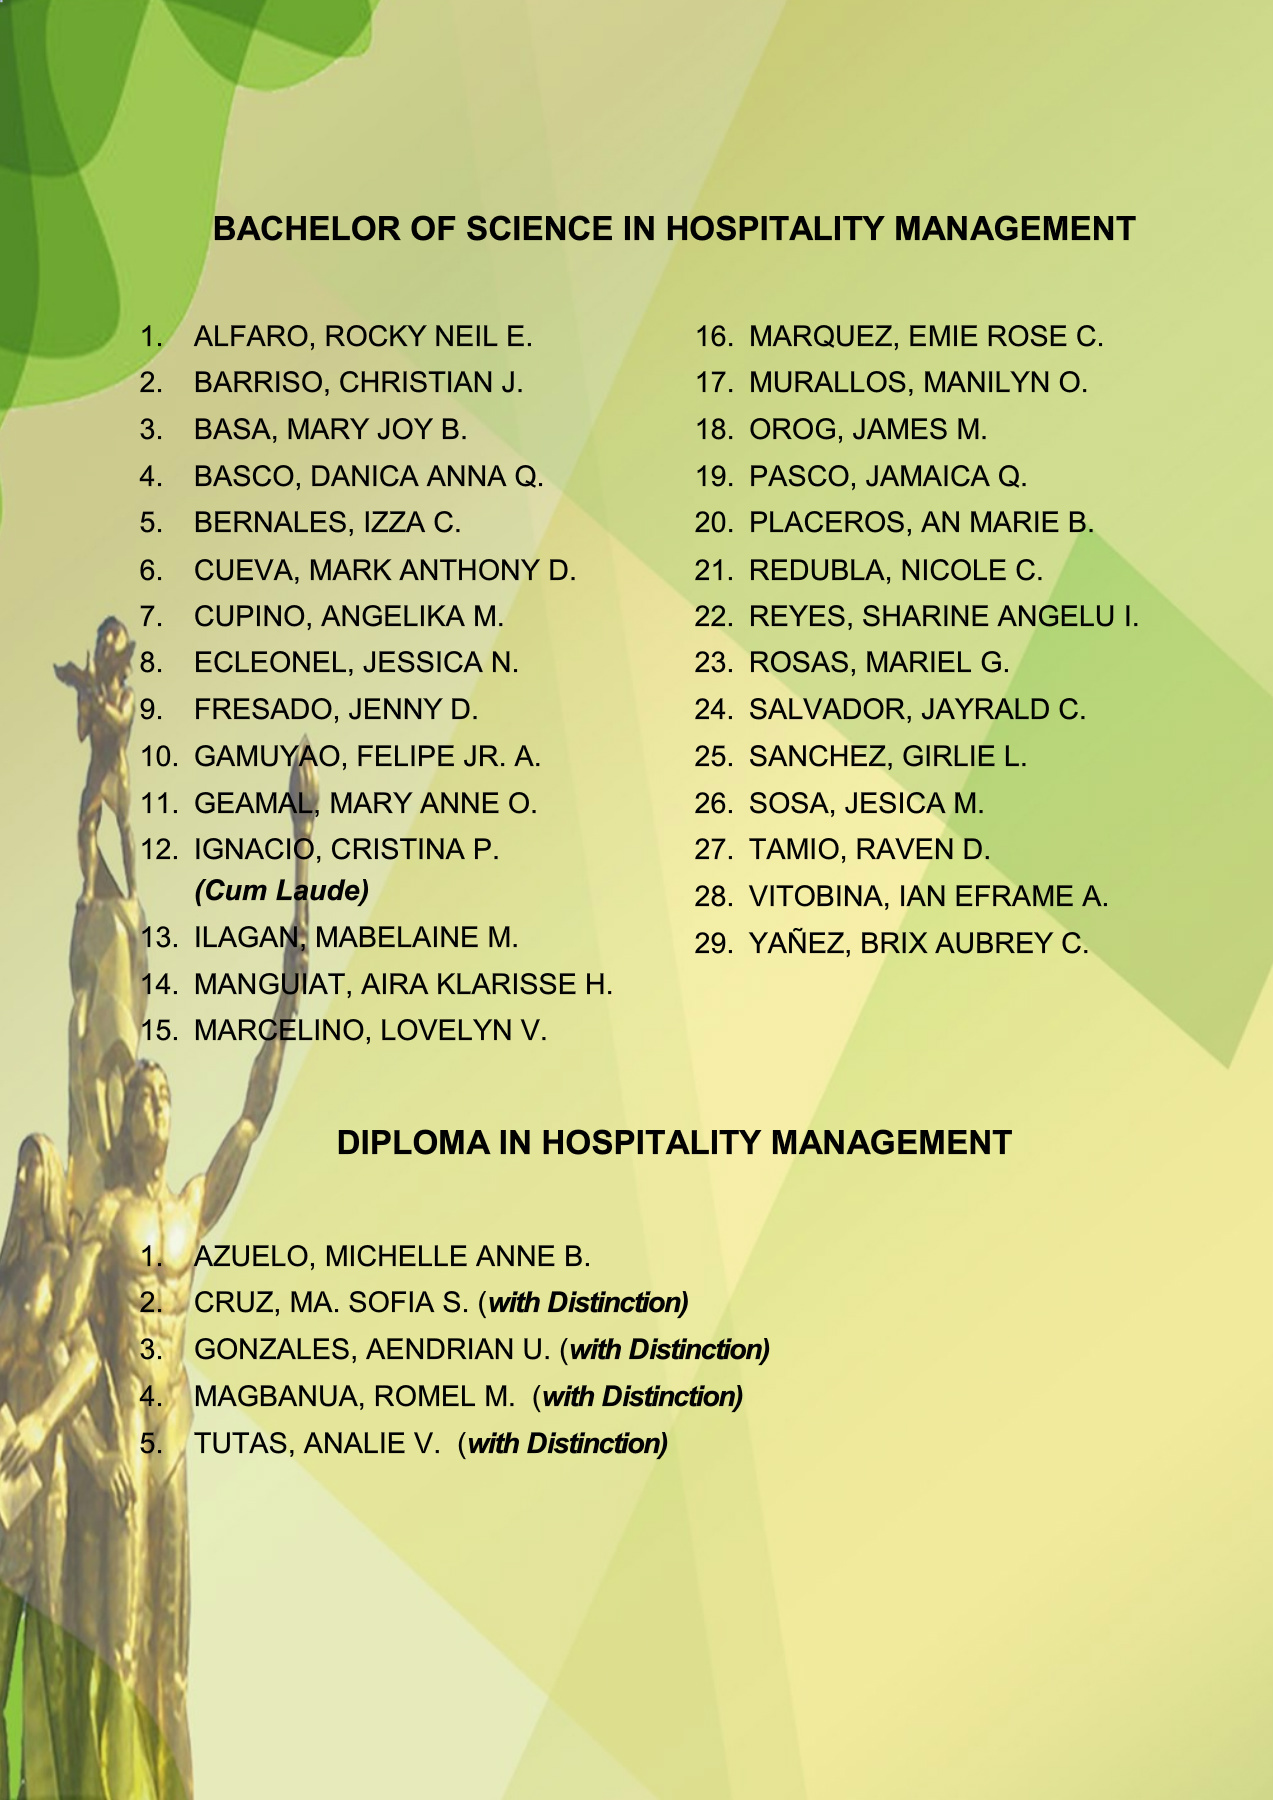 BACHELOR OF SCIENCE IN HOSPITALITY MANAGEMENT
1. ALFARO, ROCKY NEIL E.
2. BARRISO, CHRISTIAN J.
3. BASA, MARY JOY B.
4. BASCO, DANICA ANNA Q.
5. BERNALES, IZZA C.
6. CUEVA, MARK ANTHONY D.
7. CUPINO, ANGELIKA M.
8. ECLEONEL, JESSICA N.
9. FRESADO, JENNY D.
10. GAMUYAO, FELIPE JR. A.
11. GEAMAL, MARY ANNE O.
12. IGNACIO, CRISTINA P.
(Cum Laude)
13. ILAGAN, MABELAINE M.
14. MANGUIAT, AIRA KLARISSE H.
15. MARCELINO, LOVELYN V.
16. MARQUEZ, EMIE ROSE C.
17. MURALLOS, MANILYN O.
18. OROG, JAMES M.
19. PASCO, JAMAICA Q.
20. PLACEROS, AN MARIE B.
21. REDUBLA, NICOLE C.
22. REYES, SHARINE ANGELU I.
23. ROSAS, MARIEL G.
24. SALVADOR, JAYRALD C.
25. SANCHEZ, GIRLIE L.
26. SOSA, JESICA M.
27. TAMIO, RAVEN D.
28. VITOBINA, IAN EFRAME A.
29. YAÑEZ, BRIX AUBREY C.
DIPLOMA IN HOSPITALITY MANAGEMENT
1. AZUELO, MICHELLE ANNE B.
2. CRUZ, MA. SOFIA S. (with Distinction)
3. GONZALES, AENDRIAN U. (with Distinction)
4. MAGBANUA, ROMEL M. (with Distinction)
5. TUTAS, ANALIE V. (with Distinction)